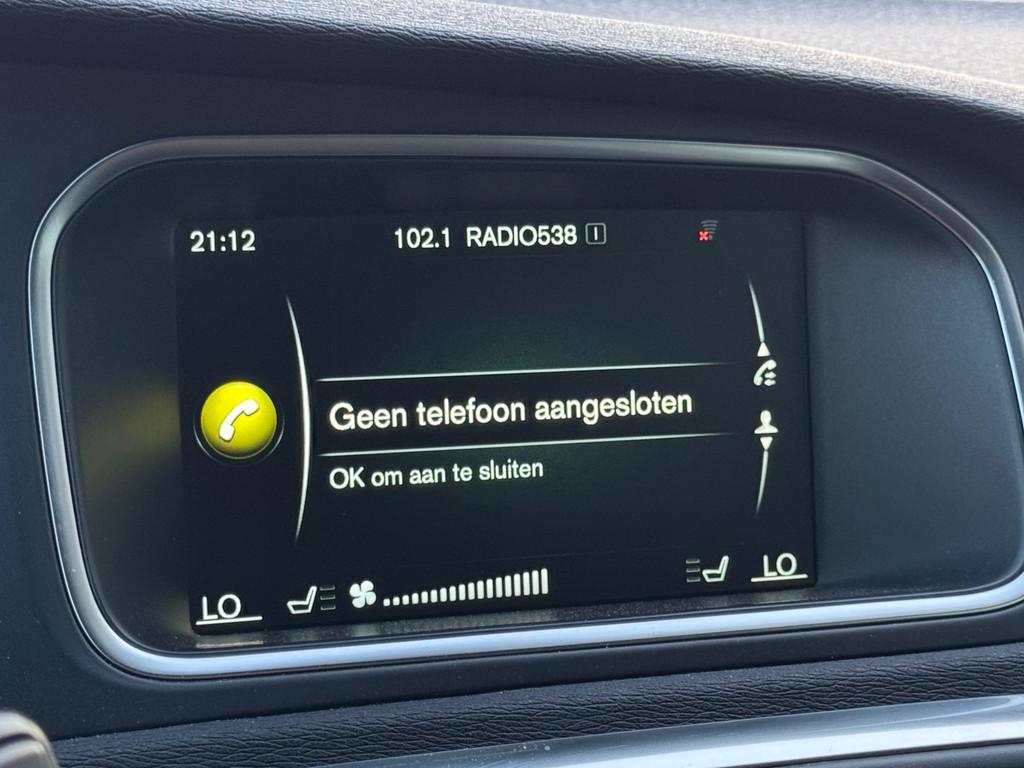 21:12 102.1 RADIO538 I
Geen telefoon aangesloten
OK om aan te sluiten
LO LO